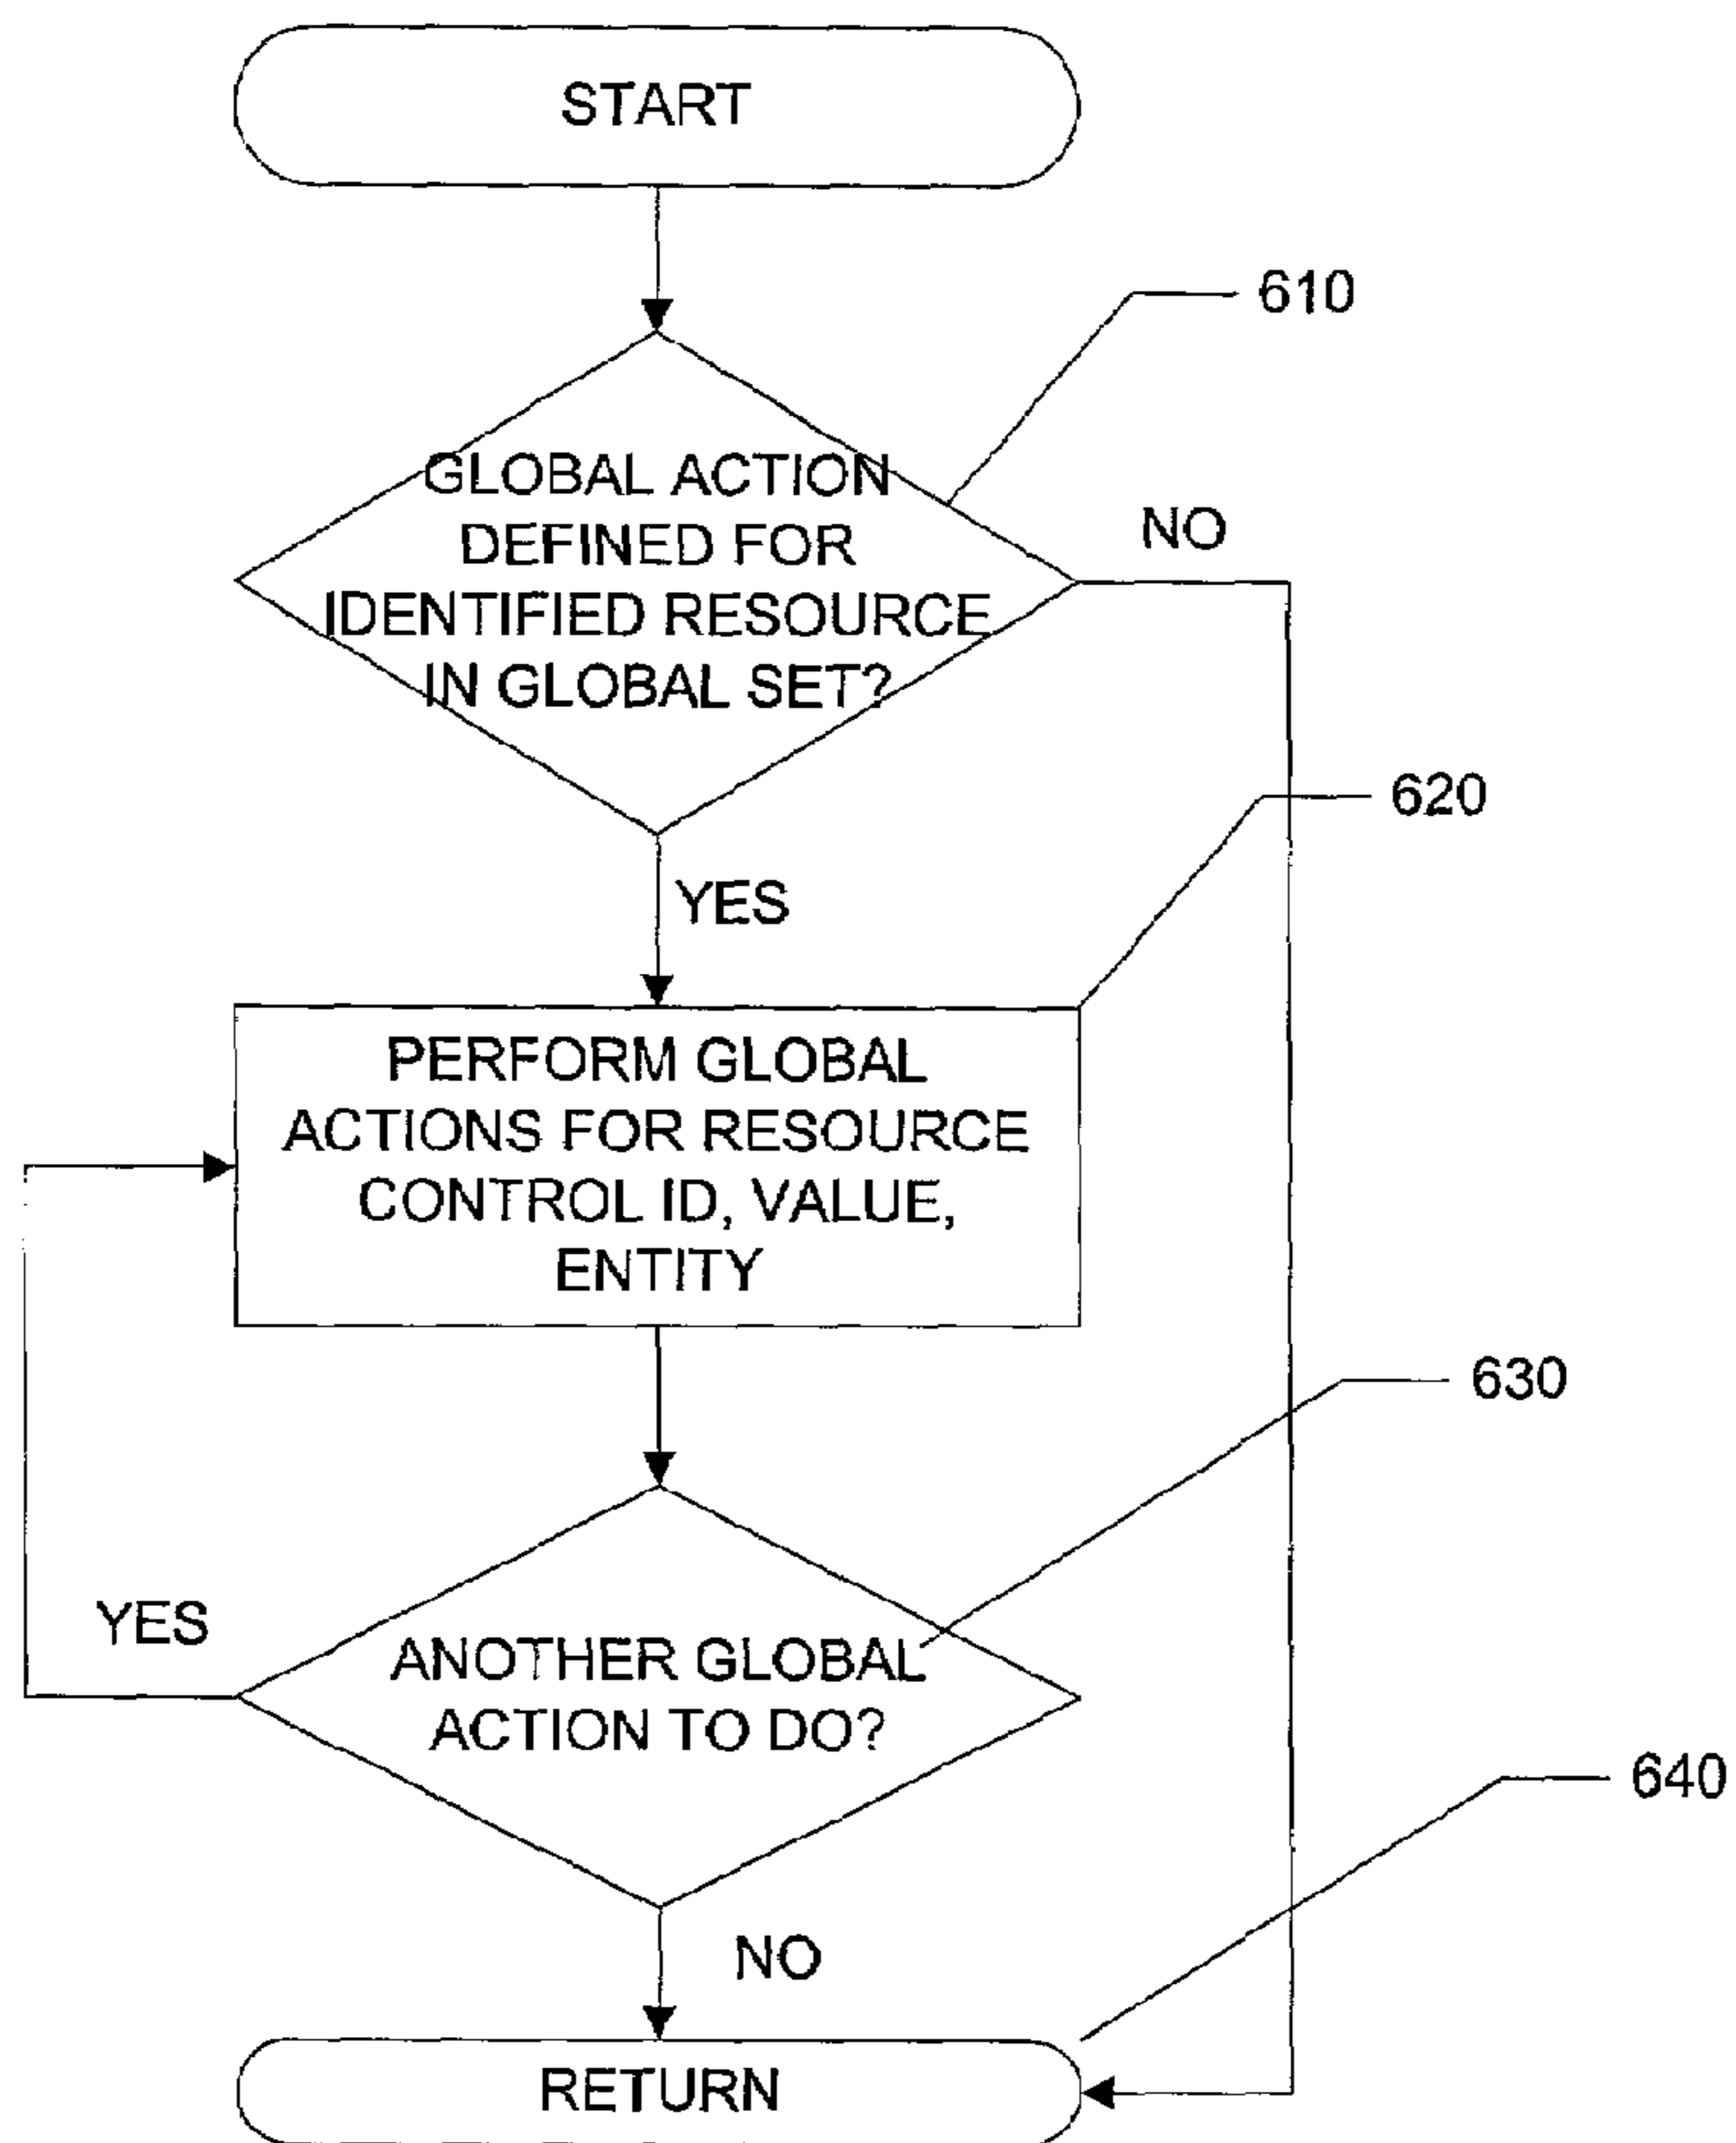 START
610
GLOBAL ACTION
DEFINED FOR
IDENTIFIED RESOURCE
IN GLOBAL SET?
NO
620
YES
PERFORM GLOBAL
ACTIONS FOR RESOURCE
CONTROL ID, VALUE,
ENTITY
630
YES
ANOTHER GLOBAL
ACTION TO DO?
640
NO
RETURN